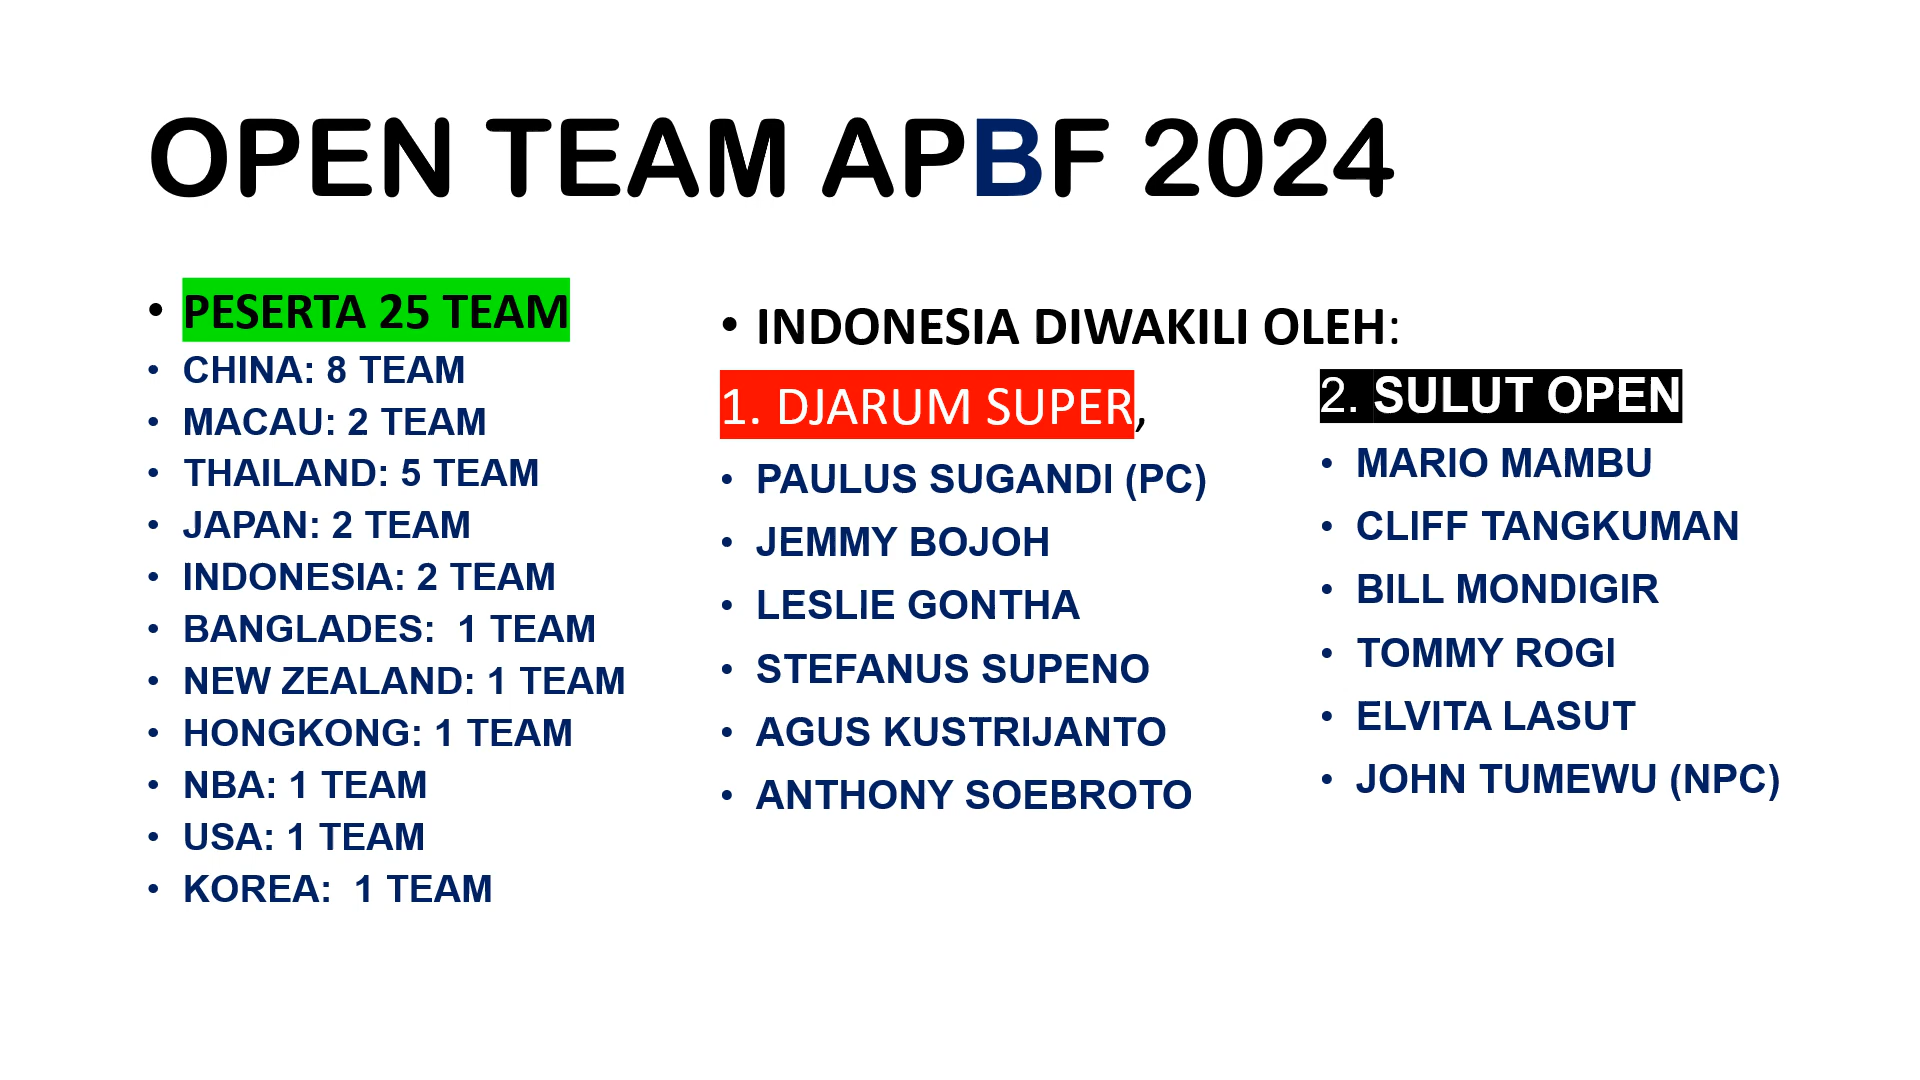 OPEN TEAM APBF 2024
• PESERTA 25 TEAM
• CHINA: 8 TEAM
• MACAU: 2 TEAM
• THAILAND: 5 TEAM
• JAPAN: 2 TEAM
• INDONESIA: 2 TEAM
• BANGLADES:  1 TEAM
• NEW ZEALAND: 1 TEAM
• HONGKONG: 1 TEAM
• NBA: 1 TEAM
• USA: 1 TEAM
• KOREA:  1 TEAM
• INDONESIA DIWAKILI OLEH:
1. DJARUM SUPER,
• PAULUS SUGANDI (PC)
• JEMMY BOJOH
• LESLIE GONTHA
• STEFANUS SUPENO
• AGUS KUSTRIJANTO
• ANTHONY SOEBROTO
2. SULUT OPEN
• MARIO MAMBU
• CLIFF TANGKUMAN
• BILL MONDIGIR
• TOMMY ROGI
• ELVITA LASUT
• JOHN TUMEWU (NPC)